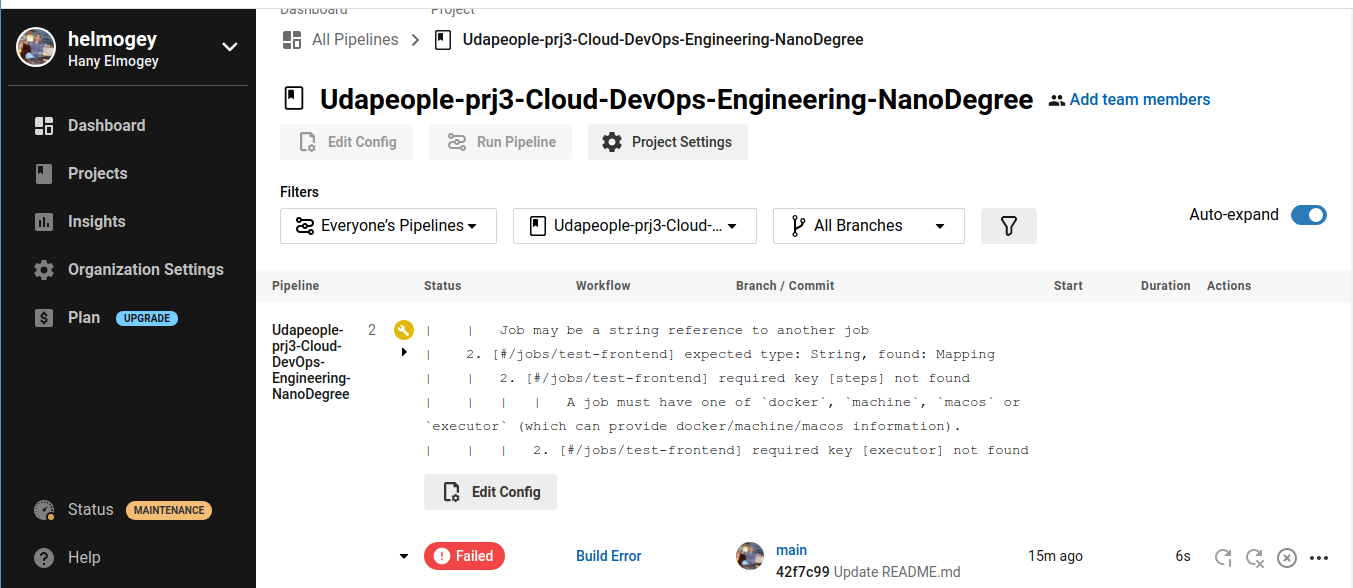 Dashboard
Project
helmogey
Hany Elmogey
All Pipelines
Udapeople-prj3-Cloud-DevOps-Engineering-NanoDegree
Udapeople-prj3-Cloud-DevOps-Engineering-NanoDegree
Add team members
Edit Config
Run Pipeline
Project Settings
Dashboard
Projects
Insights
Organization Settings
Plan
UPGRADE
Status
MAINTENANCE
Help
Filters
Everyone’s Pipelines
Udapeople-prj3-Cloud-...
All Branches
Auto-expand
Pipeline
Status
Workflow
Branch / Commit
Start
Duration
Actions
Udapeople-
prj3-Cloud-
DevOps-
Engineering-
NanoDegree
2
| | Job may be a string reference to another job
| 2. [#/jobs/test-frontend] expected type: String, found: Mapping
| | 2. [#/jobs/test-frontend] required key [steps] not found
| | | | A job must have one of `docker`, `machine`, `macos` or
`executor` (which can provide docker/machine/macos information).
| | | 2. [#/jobs/test-frontend] required key [executor] not found
Edit Config
Failed
Build Error
main
42f7c99 Update README.md
15m ago
6s